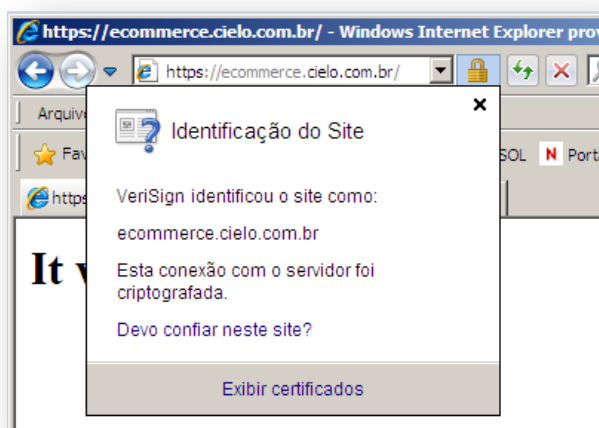 https://ecommerce.cielo.com.br/ - Windows Internet Explorer prov
https://ecommerce.cielo.com.br/
Identificação do Site
VeriSign identificou o site como:
ecommerce.cielo.com.br
Esta conexão com o servidor foi
criptografada.
Devo confiar neste site?
Exibir certificados
Arquiv
Fav
SOL N Port
https
It